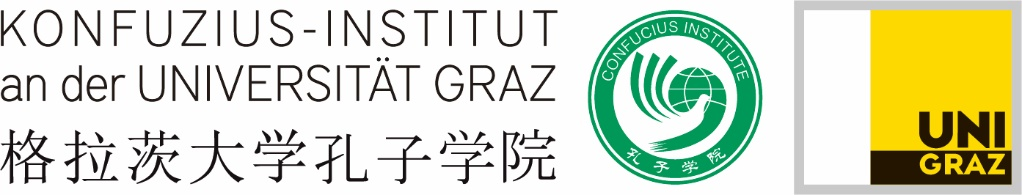 KONFUZIUS-INSTITUT
an der UNIVERSITÄT GRAZ
格拉茨大学孔子学院
CONFUCIUS INSTITUTE
孔子学院
UNI
GRAZ